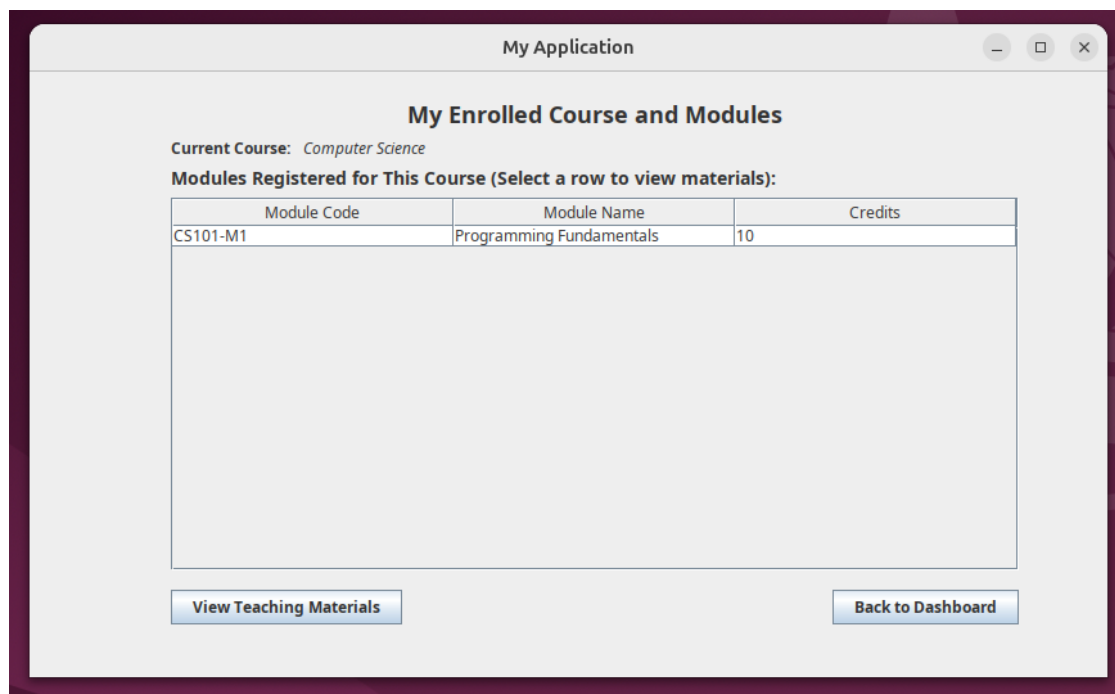 My Application
My Enrolled Course and Modules
Current Course: Computer Science
Modules Registered for This Course (Select a row to view materials):
Module Code Module Name Credits
CS101-M1 Programming Fundamentals 10
View Teaching Materials Back to Dashboard